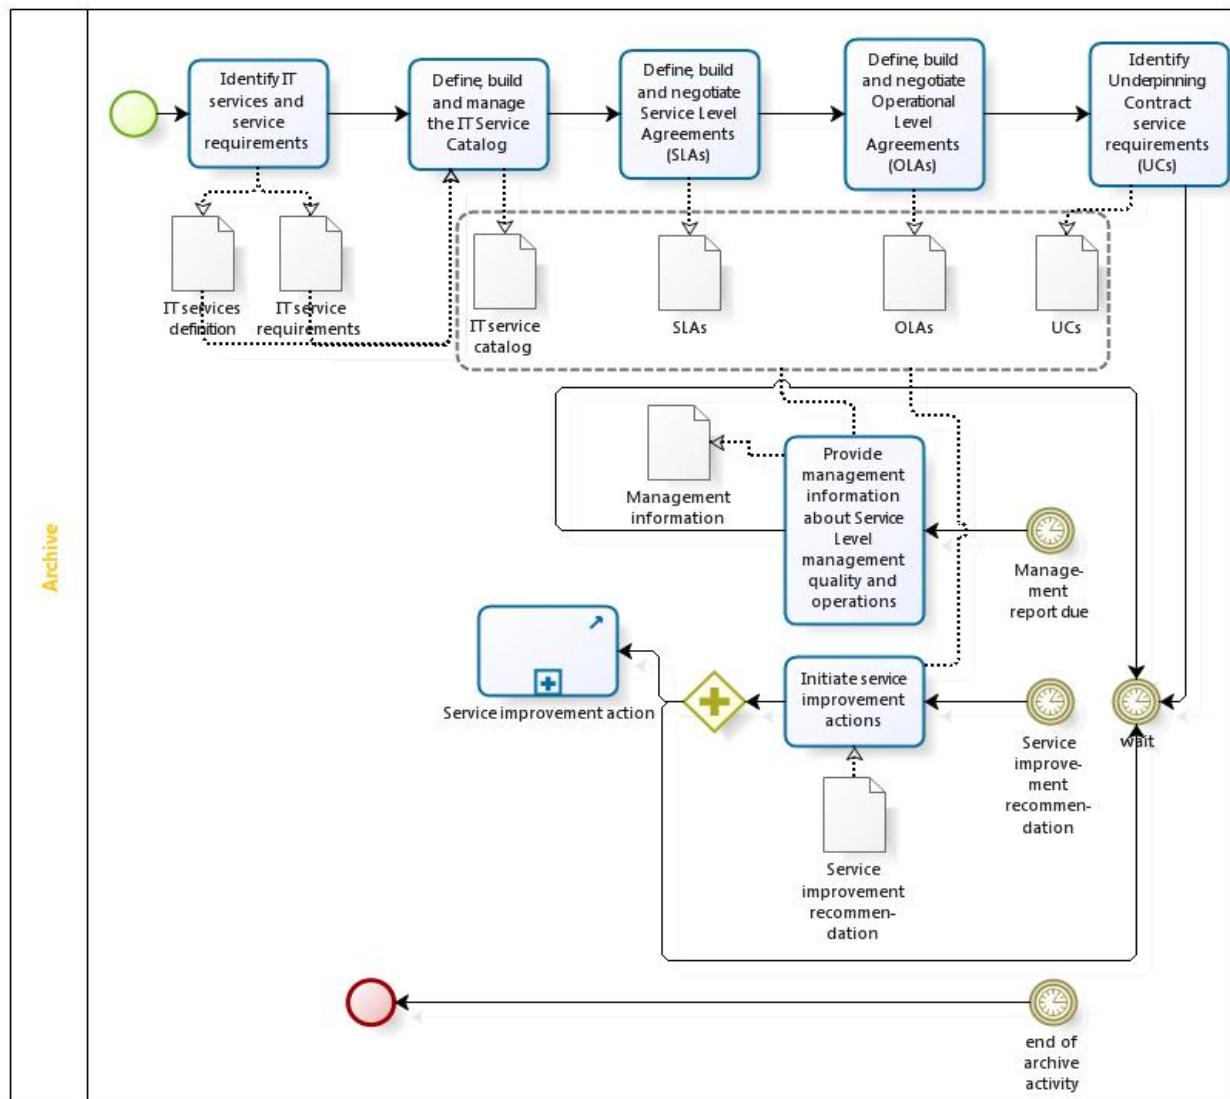 Archive
Identify IT
services and
service
requirements
Define, build
and manage
the IT Service
Catalog
Define, build
and negotiate
Service Level
Agreements
(SLAs)
Define, build
and negotiate
Operational
Level
Agreements
(OLAs)
Identify
Underpinning
Contract
service
requirements
(UCs)
IT services
definition
IT service
requirements
IT service
catalog
SLAs
OLAs
UCs
Management
information
Provide
management
information
about Service
Level
management
quality and
operations
Manage-
ment
report due
Service improvement action
Initiate service
improvement
actions
Service
improve-
ment
recommen-
dation
wait
Service
improvement
recommen-
dation
end of
archive
activity